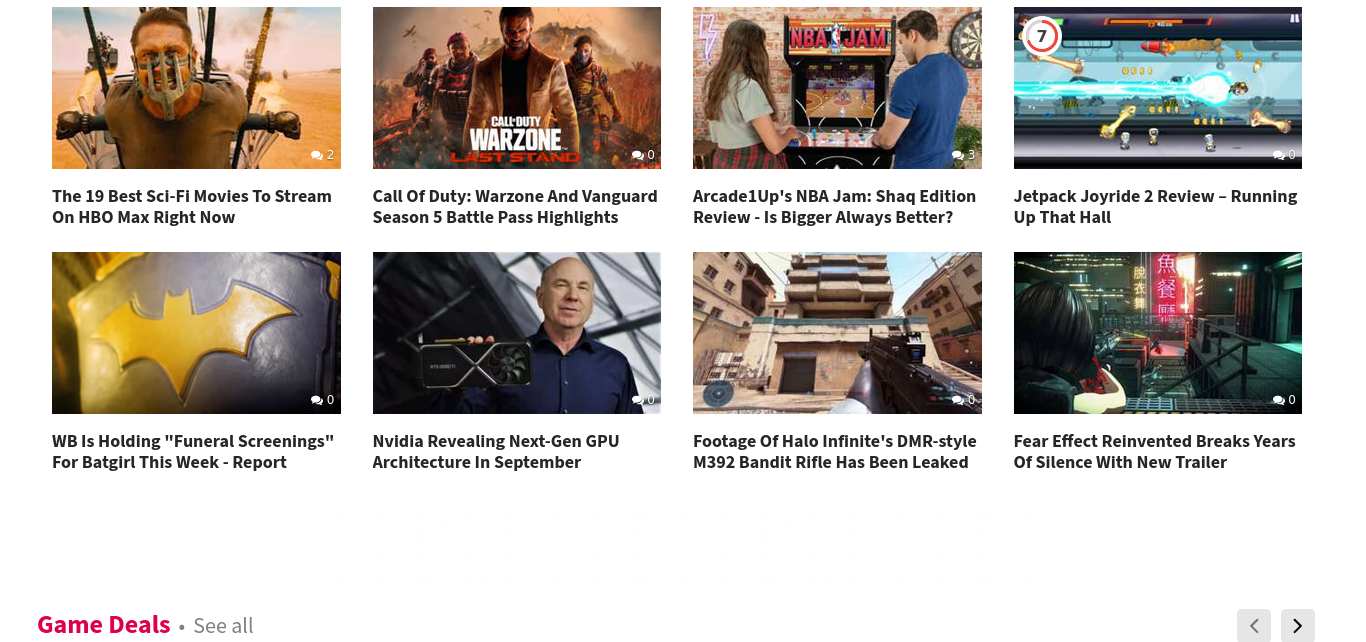 2
CALL OF DUTY
WARZONE
LAST STAND
0
NBA JAM
3
7
0
The 19 Best Sci-Fi Movies To Stream
On HBO Max Right Now
Call Of Duty: Warzone And Vanguard
Season 5 Battle Pass Highlights
Arcade1Up's NBA Jam: Shaq Edition
Review - Is Bigger Always Better?
Jetpack Joyride 2 Review – Running
Up That Hall
0
0
0
魚
餐
廳
脫
衣
舞
0
WB Is Holding "Funeral Screenings"
For Batgirl This Week - Report
Nvidia Revealing Next-Gen GPU
Architecture In September
Footage Of Halo Infinite's DMR-style
M392 Bandit Rifle Has Been Leaked
Fear Effect Reinvented Breaks Years
Of Silence With New Trailer
Game Deals • See all